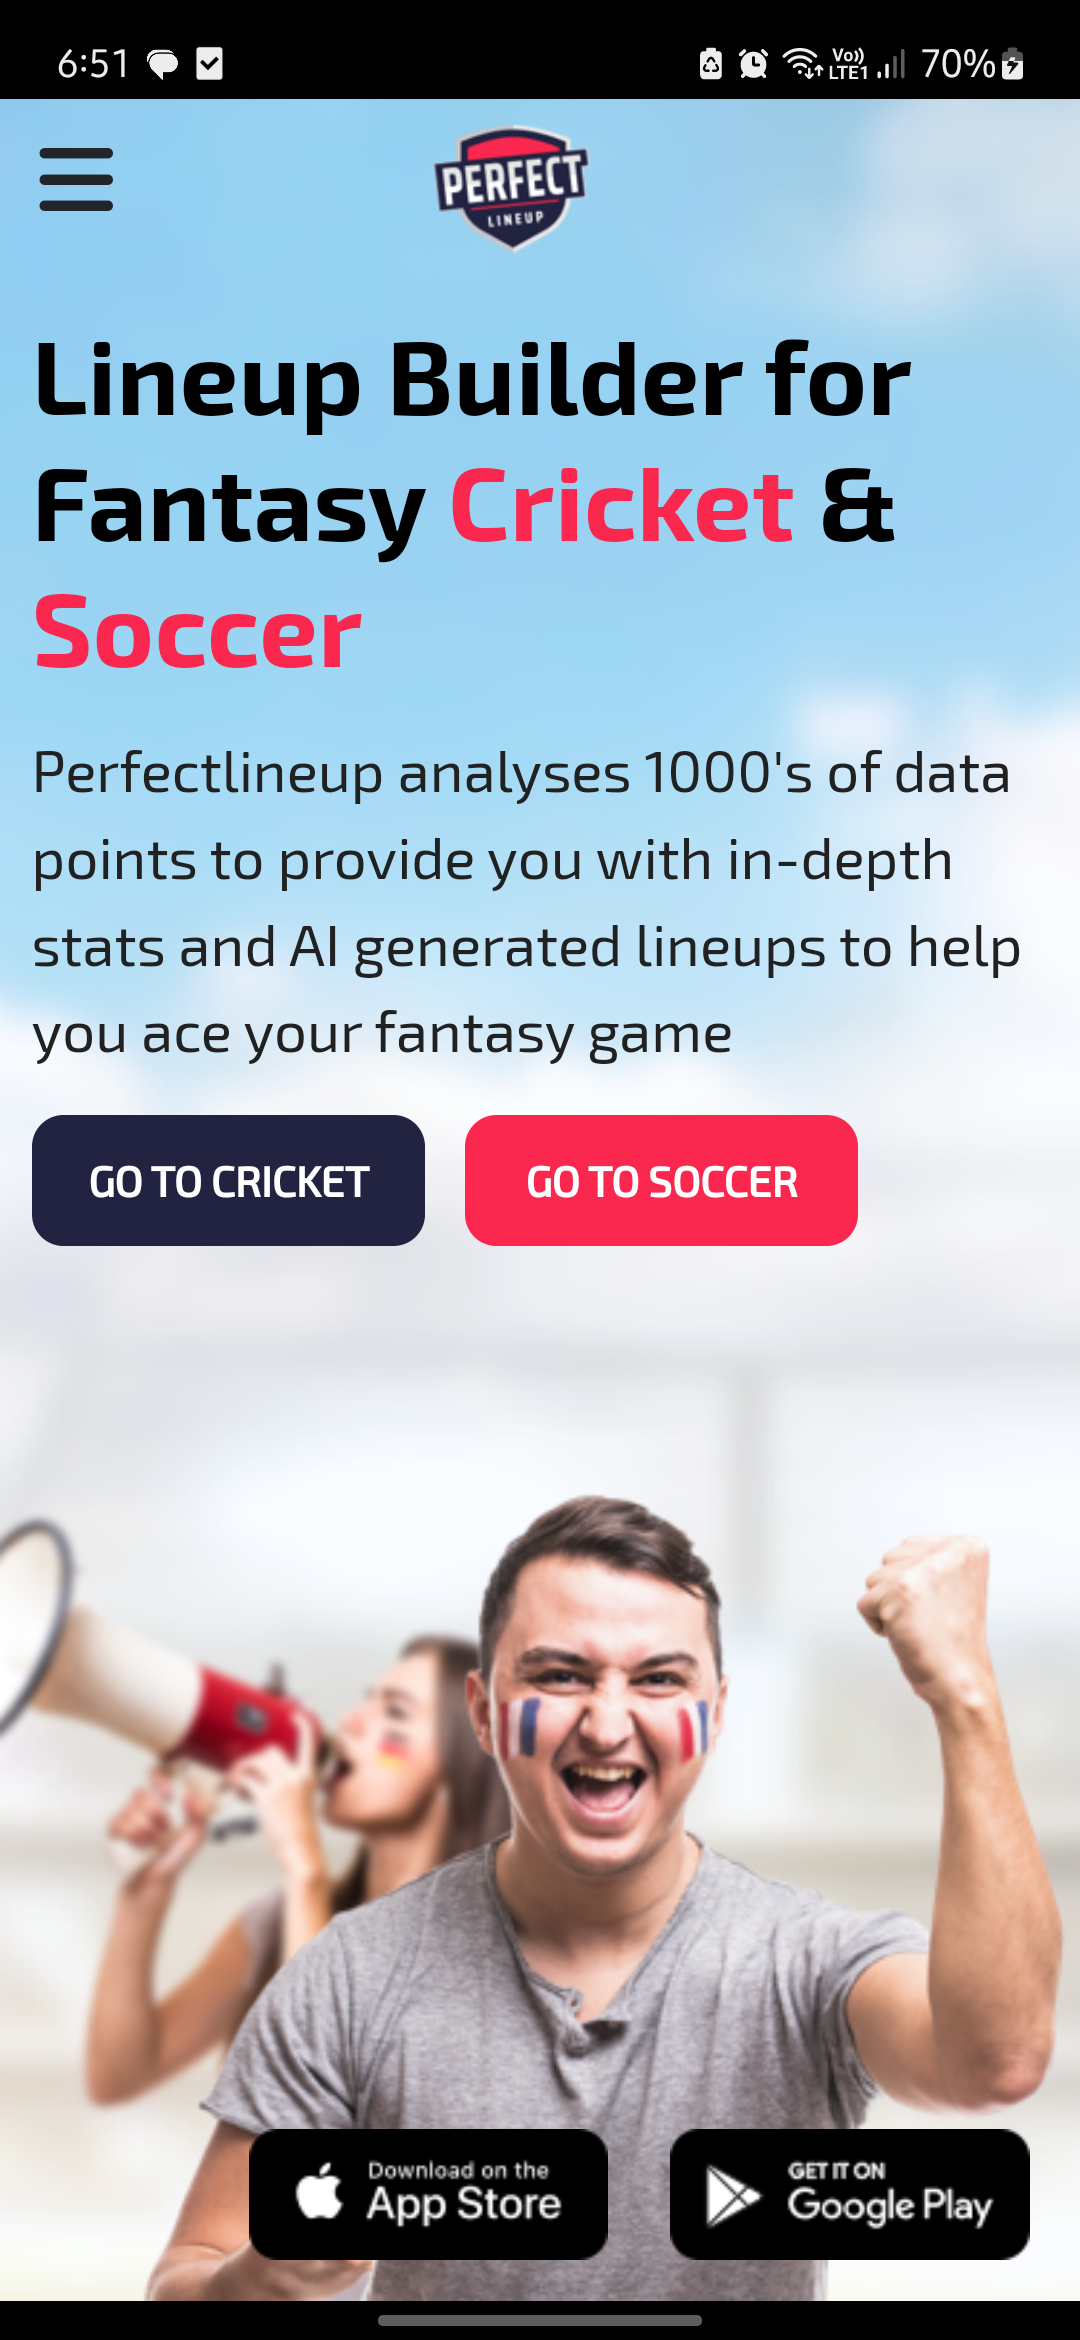 6:51
Vo)) LTE1 70%
PERFECT
LINEUP
Lineup Builder for
Fantasy Cricket &
Soccer
Perfectlineup analyses 1000's of data
points to provide you with in-depth
stats and AI generated lineups to help
you ace your fantasy game
GO TO CRICKET GO TO SOCCER
Download on the
App Store
GET IT ON
Google Play